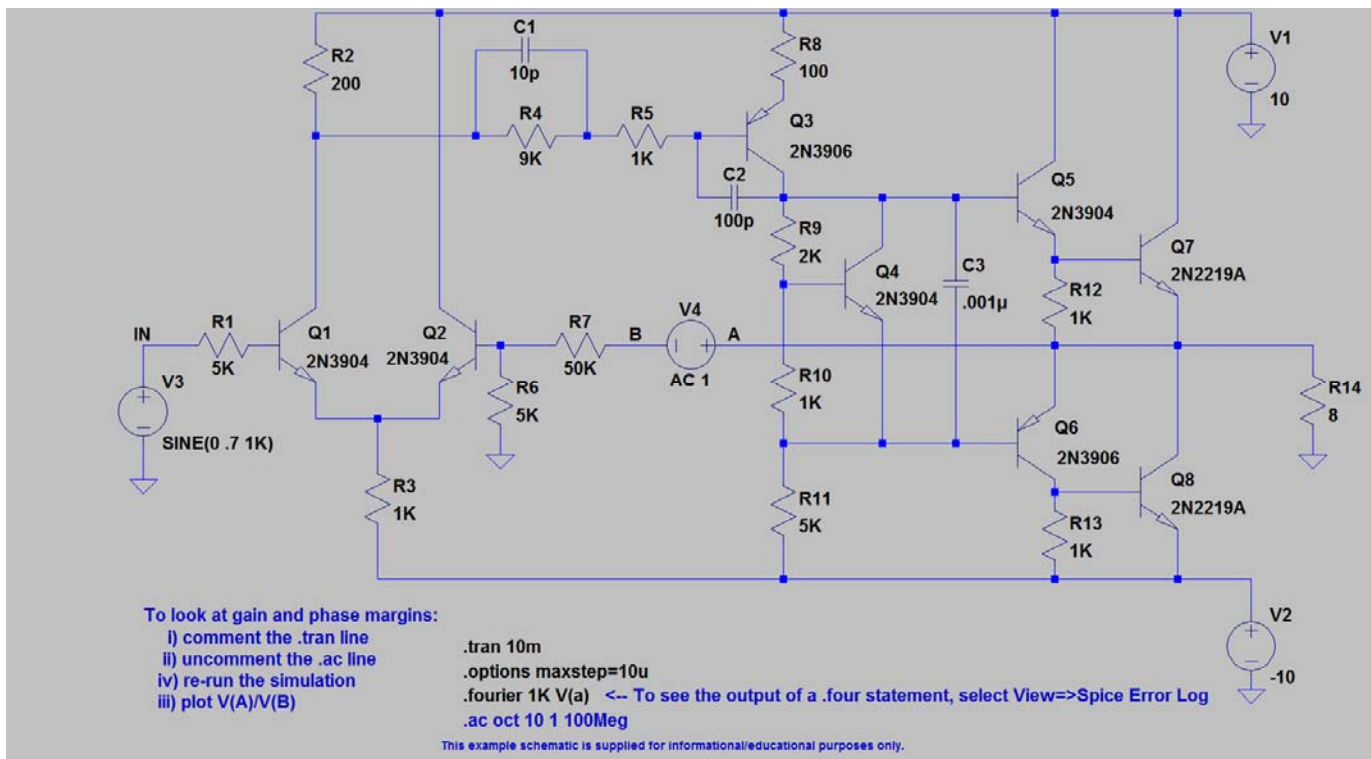 C1
10p
R2
200
R4
9K
R5
1K
R8
100
Q3
2N3906
V1
10
C2
100p
Q5
2N3904
R9
2K
Q4
2N3904
C3
.001µ
Q7
2N2219A
R12
1K
IN
R1
5K
Q1
2N3904
Q2
2N3904
R7
50K
B
V4
A
AC 1
V3
SINE(0 .7 1K)
R6
5K
R10
1K
R14
8
Q6
2N3906
R3
1K
R11
5K
Q8
2N2219A
R13
1K
V2
-10
To look at gain and phase margins:
i) comment the .tran line
ii) uncomment the .ac line
iv) re-run the simulation
iii) plot V(A)/V(B)
.tran 10m
.options maxstep=10u
.fourier 1K V(a) <-- To see the output of a .four statement, select View=>Spice Error Log
.ac oct 10 1 100Meg
This example schematic is supplied for informational/educational purposes only.